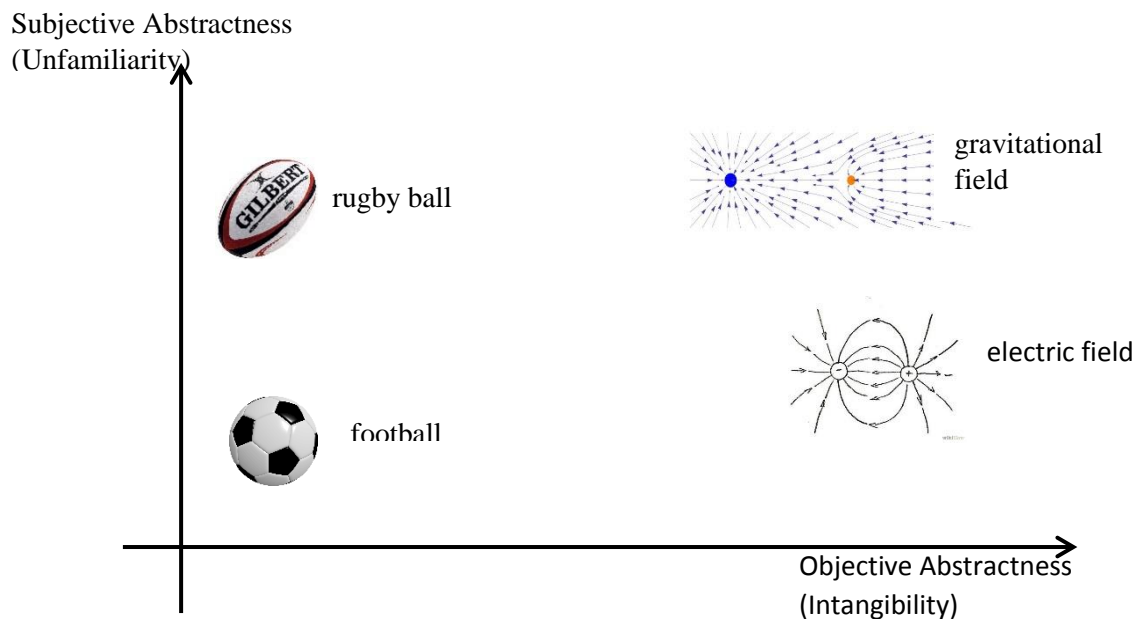 Subjective Abstractness
(Unfamiliarity)
GILBERT
rugby ball
gravitational
field
- +
electric field
football
Objective Abstractness
(Intangibility)